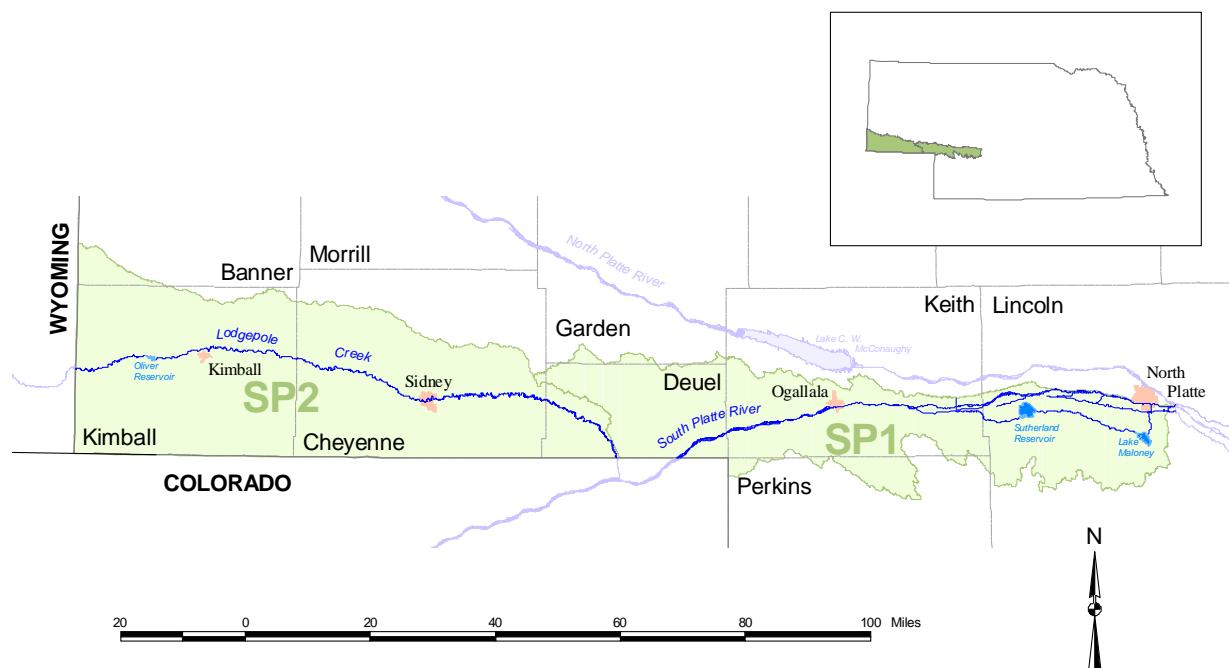 North Platte River
WYOMING
Morrill
Banner
Keith
Lincoln
Garden
Lake C. W.
McConaughy
Lodgepole
Creek
Oliver
Reservoir
Kimball
Sidney
SP2
Deuel
Ogallala
North
Platte
South Platte River
SP1
Sutherland
Reservoir
Lake
Maloney
Kimball
Cheyenne
COLORADO
Perkins
N
20 0 20 40 60 80 100 Miles